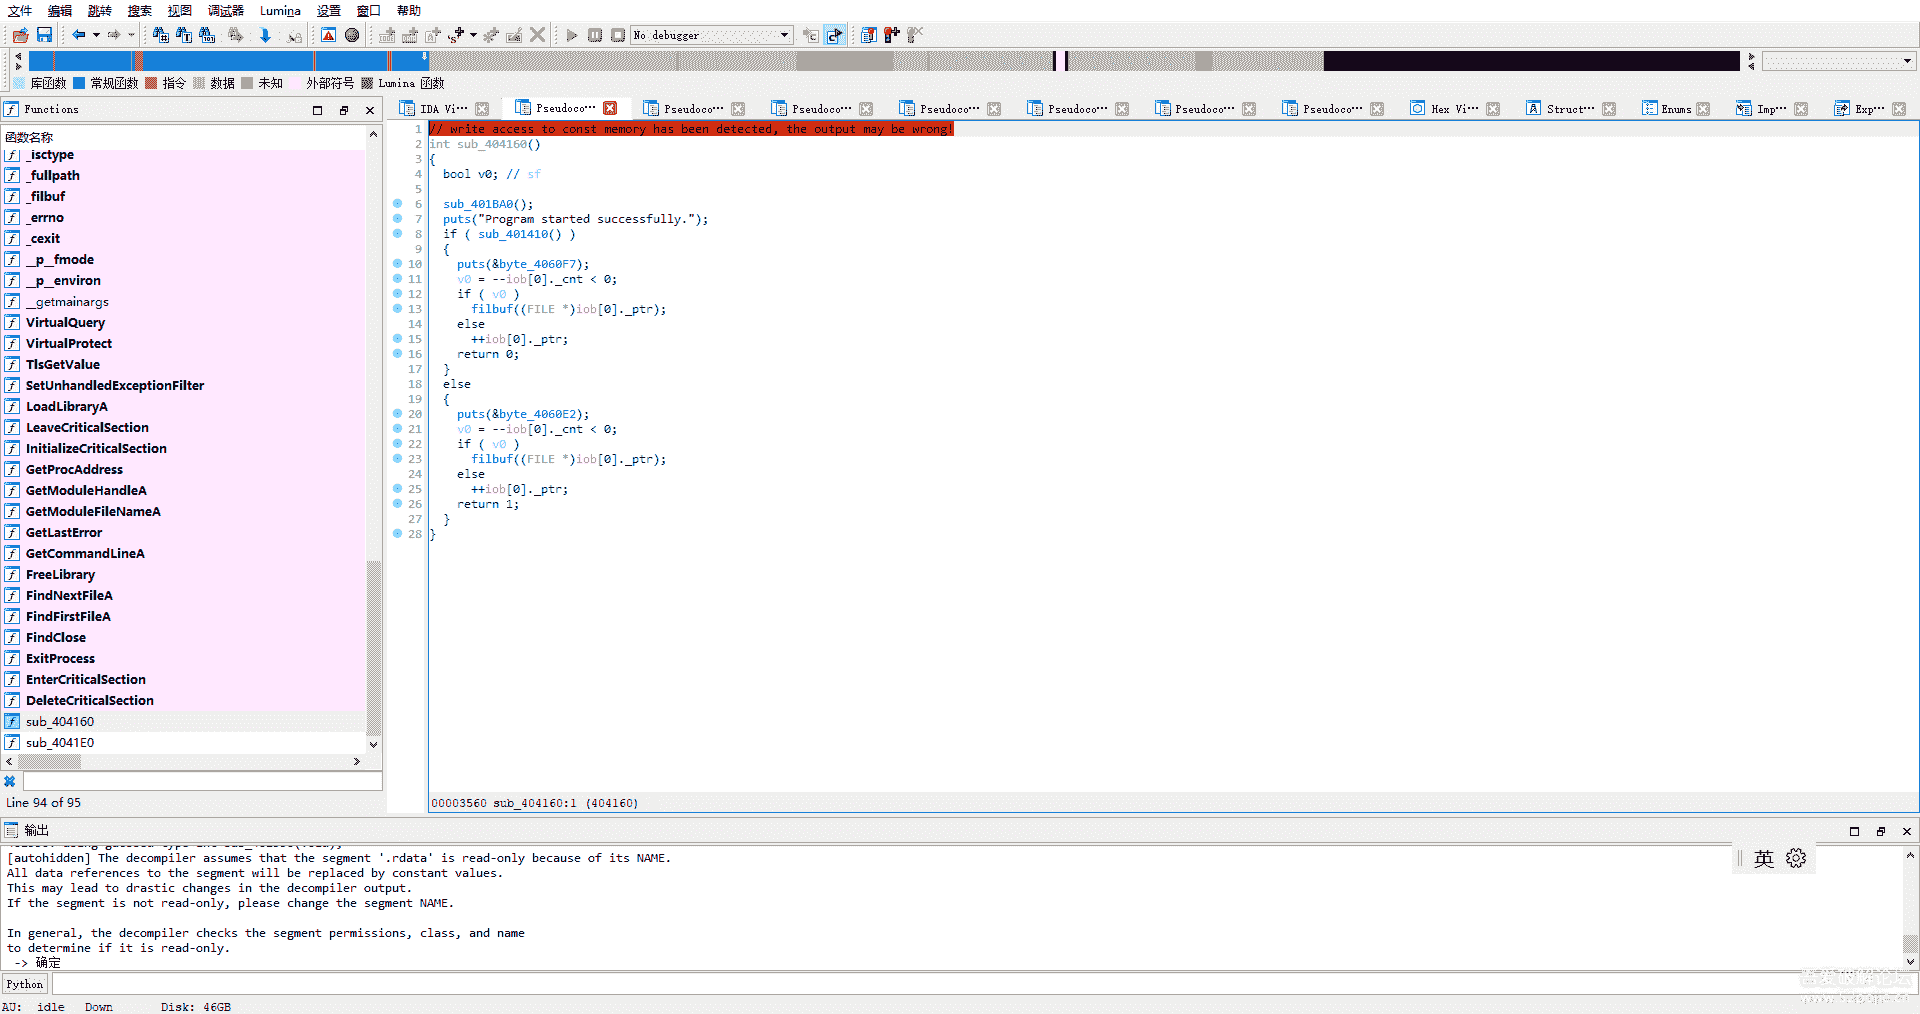 文件 编辑 跳转 搜索 视图 调试器 Lumina 设置 窗口 帮助
No debugger
库函数 常规函数 指令 数据 未知 外部符号 Lumina 函数
Functions
函数名称
_isctype
_fullpath
_filbuf
_errno
_cexit
__p__fmode
__p__environ
__getmainargs
VirtualQuery
VirtualProtect
TlsGetValue
SetUnhandledExceptionFilter
LoadLibraryA
LeaveCriticalSection
InitializeCriticalSection
GetProcAddress
GetModuleHandleA
GetModuleFileNameA
GetLastError
GetCommandLineA
FreeLibrary
FindNextFileA
FindFirstFileA
FindClose
ExitProcess
EnterCriticalSection
DeleteCriticalSection
sub_404160
sub_4041E0
Line 94 of 95
IDA Vi··· Pseudoco··· Pseudoco··· Pseudoco··· Pseudoco··· Pseudoco··· Pseudoco··· Pseudoco··· Hex Vi··· Struct··· Enums Imp··· Exp···
1 // write access to const memory has been detected, the output may be wrong!
2 int sub_404160()
3 {
4 bool v0; // sf
5
6 sub_401BA0();
7 puts("Program started successfully.");
8 if ( sub_401410() )
9 {
10 puts(&byte_4060F7);
11 v0 = --iob[0]._cnt < 0;
12 if ( v0 )
13 filbuf((FILE *)iob[0]._ptr);
14 else
15 ++iob[0]._ptr;
16 return 0;
17 }
18 else
19 {
20 puts(&byte_4060E2);
21 v0 = --iob[0]._cnt < 0;
22 if ( v0 )
23 filbuf((FILE *)iob[0]._ptr);
24 else
25 ++iob[0]._ptr;
26 return 1;
27 }
28 }
00003560 sub_404160:1 (404160)
输出
[autohidden] The decompiler assumes that the segment '.rdata' is read-only because of its NAME.
All data references to the segment will be replaced by constant values.
This may lead to drastic changes in the decompiler output.
If the segment is not read-only, please change the segment NAME.
In general, the decompiler checks the segment permissions, class, and name
to determine if it is read-only.
-> 确定
英
Python
AU: idle Down Disk: 46GB